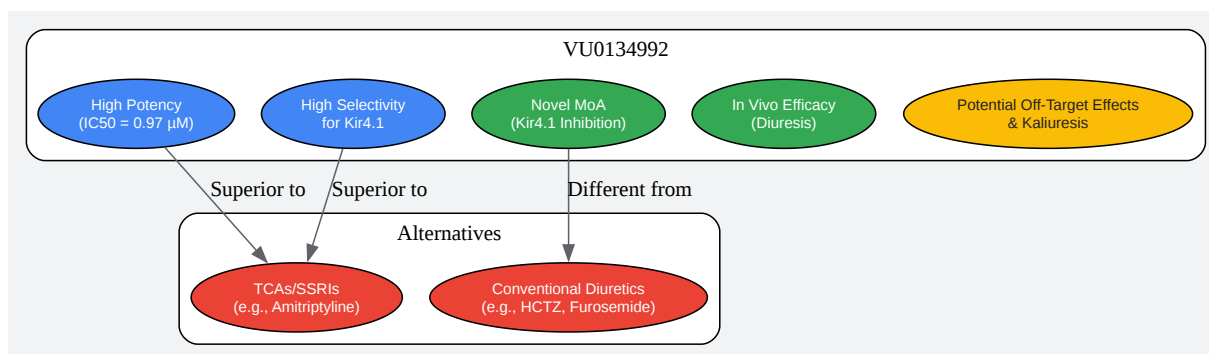 VU0134992
High Potency
(IC50 = 0.97 µM)
High Selectivity
for Kir4.1
Novel MoA
(Kir4.1 Inhibition)
In Vivo Efficacy
(Diuresis)
Potential Off-Target Effects
& Kaliuresis
Superior to
Superior to
Different from
Alternatives
TCAs/SSRIs
(e.g., Amitriptyline)
Conventional Diuretics
(e.g., HCTZ, Furosemide)